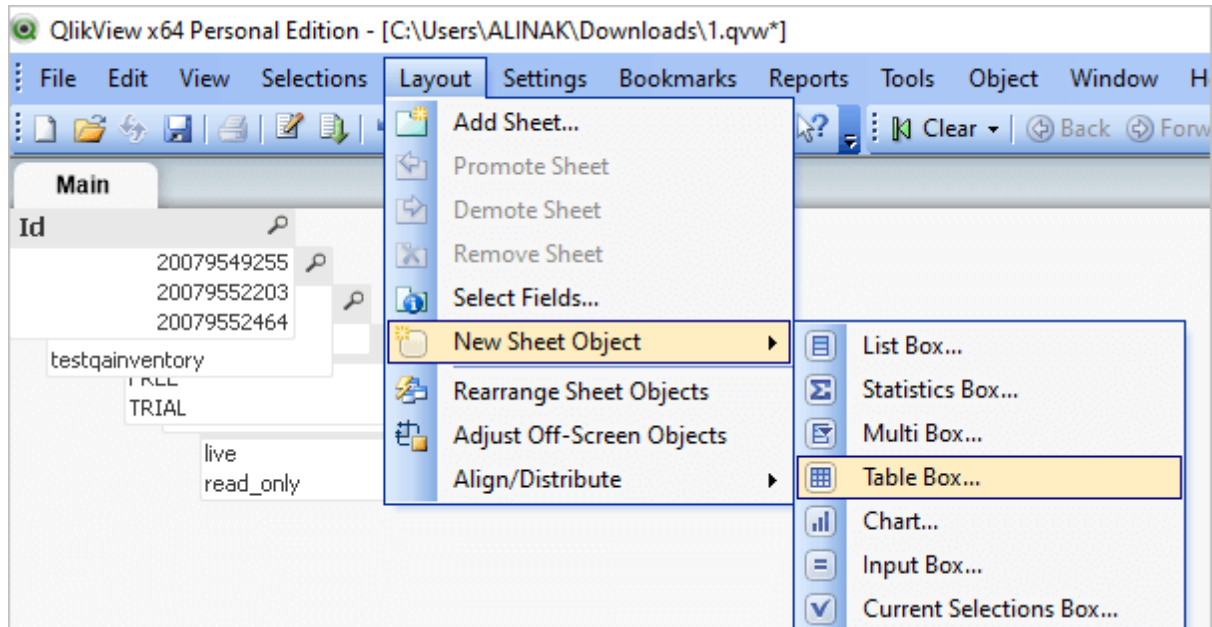 QlikView x64 Personal Edition - [C:\Users\ALINAK\Downloads\1.qvw*]
File Edit View Selections Layout Settings Bookmarks Reports Tools Object Window H
Clear Back Forw
Main
Id
20079549255
20079552203
20079552464
testqainventory
FREE
TRIAL
live
read_only
Add Sheet...
Promote Sheet
Demote Sheet
Remove Sheet
Select Fields...
New Sheet Object
Rearrange Sheet Objects
Adjust Off-Screen Objects
Align/Distribute
List Box...
Statistics Box...
Multi Box...
Table Box...
Chart...
Input Box...
Current Selections Box...